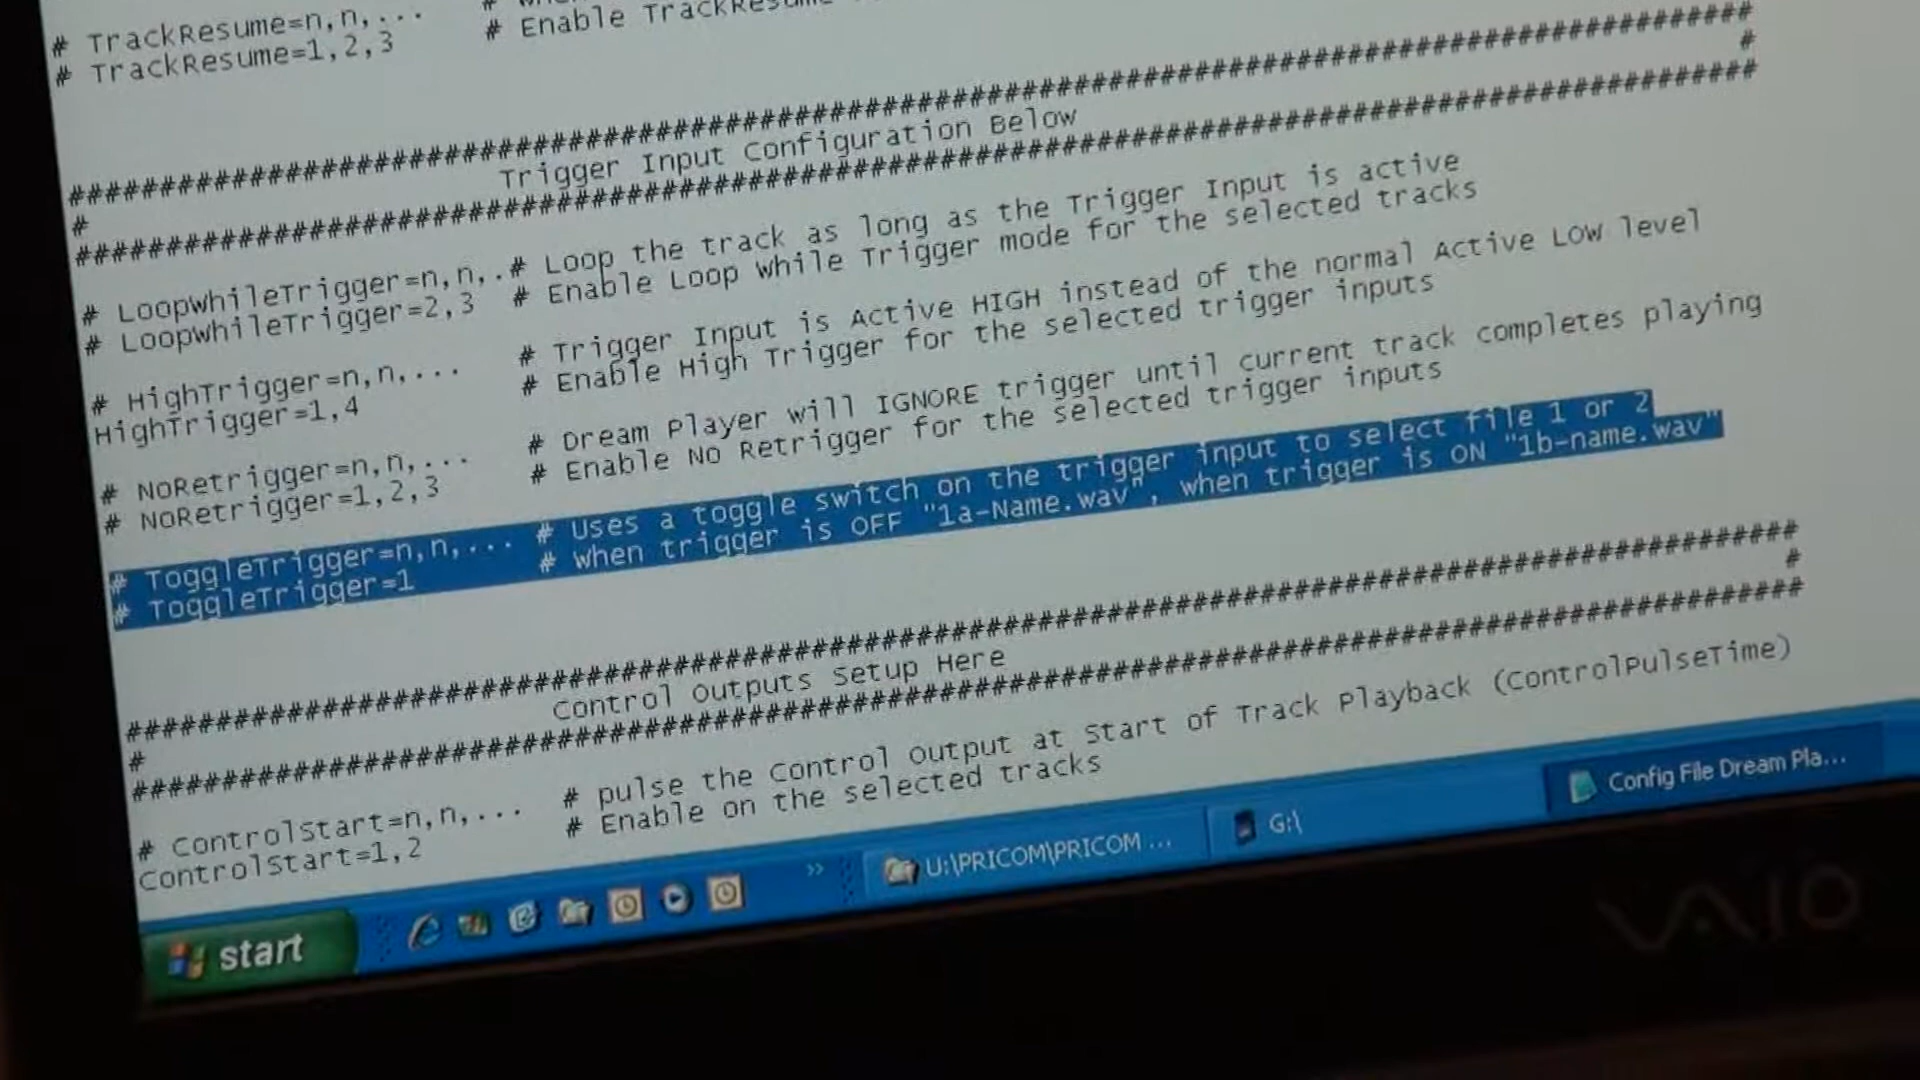 # TrackResume=n,n,...
# TrackResume=1,2,3 # Enable TrackResume
################################
Trigger Input Configuration Below
# #
################################
# LoopWhileTrigger=n,n,.# Loop the track as long as the Trigger Input is active
# LoopWhileTrigger=2,3 # Enable Loop While Trigger mode for the selected tracks
# HighTrigger=n,n,... # Trigger Input is Active HIGH instead of the normal Active LOW level
HighTrigger=1,4 # Enable High Trigger for the selected trigger inputs
# NoRetrigger=n,n,... # Dream Player will IGNORE trigger until current track completes playing
# NoRetrigger=1,2,3 # Enable No Retrigger for the selected trigger inputs
# ToggleTrigger=n,n,... # Uses a toggle switch on the trigger input to select file 1 or 2
# ToggleTrigger=1 # when trigger is OFF "1a-Name.wav", when trigger is ON "1b-name.wav"
################################
Control Outputs Setup Here
# #
################################
# ControlStart=n,n,... # pulse the Control Output at Start of Track Playback (ControlPulseTime)
ControlStart=1,2 # Enable on the selected tracks
start
U:\PRICOM\PRICOM ...
G:\
Config File Dream Pla...
VAIO